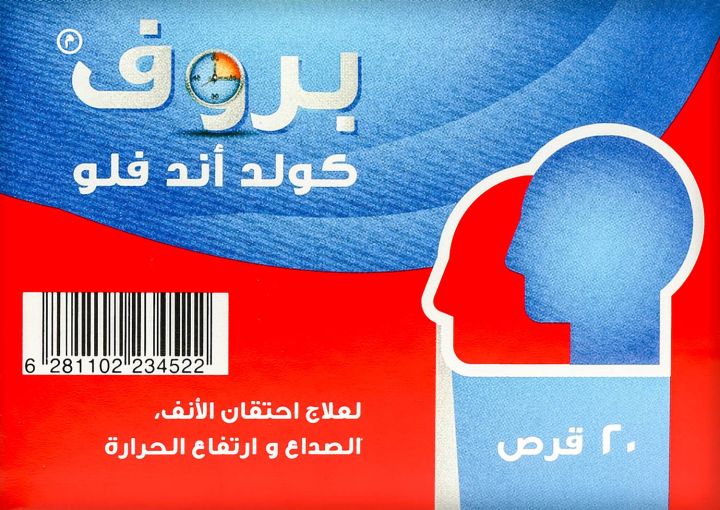 بروف م
كولد أند فلو
6 281102 234522
لعلاج احتقان الأنف،
الصداع و ارتفاع الحرارة
٢٠ قرص